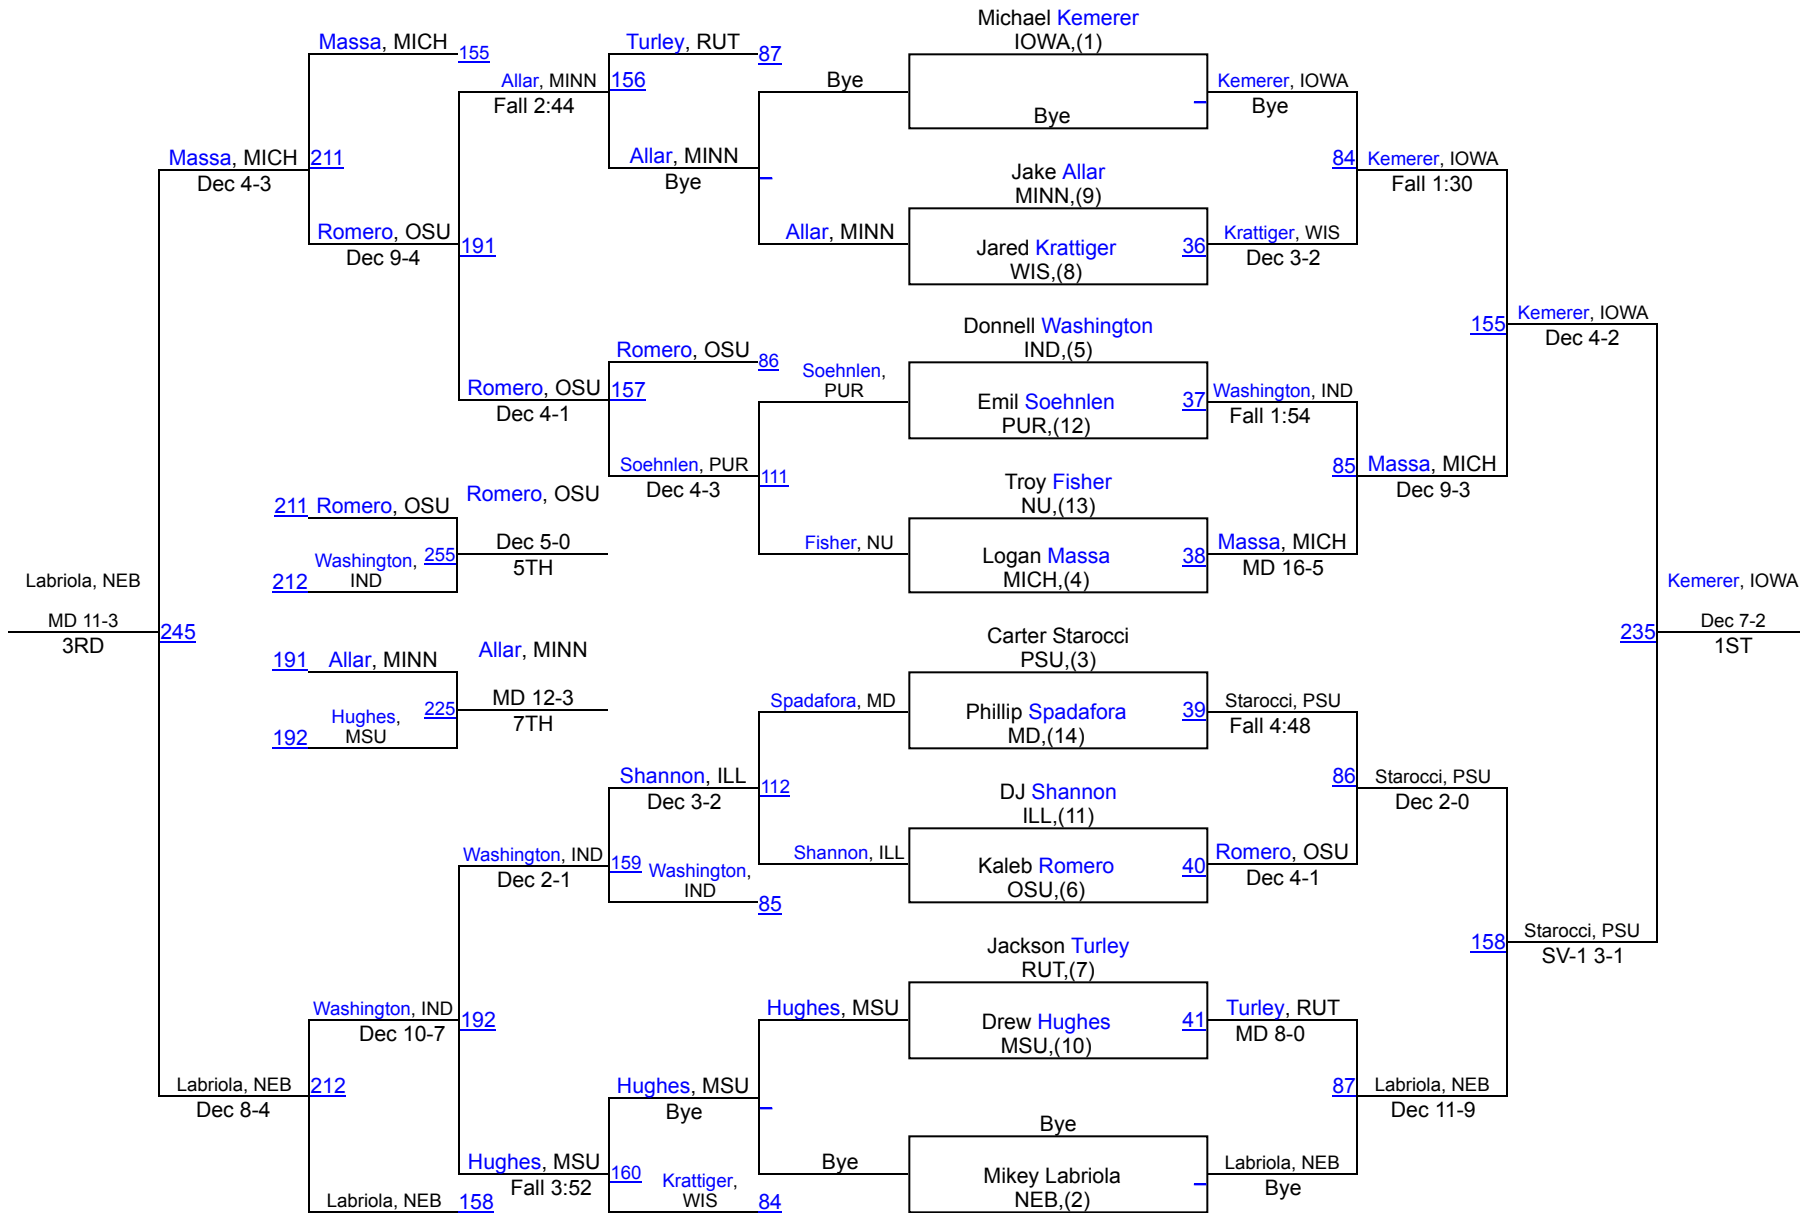 Michael Kemerer
IOWA,(1)
Massa, MICH
155
Turley, RUT
87
Allar, MINN
156
Fall 2:44
Bye
Kemerer, IOWA
Bye
Bye
Massa, MICH
211
Dec 4-3
Allar, MINN
Bye
Jake Allar
MINN,(9)
84
Kemerer, IOWA
Fall 1:30
Romero, OSU
191
Dec 9-4
Allar, MINN
Jared Krattiger
WIS,(8)
36
Krattiger, WIS
Dec 3-2
Donnell Washington
IND,(5)
155
Kemerer, IOWA
Dec 4-2
Romero, OSU
86
Soehnlen,
PUR
Romero, OSU
157
Dec 4-1
Emil Soehnlen
PUR,(12)
37
Washington, IND
Fall 1:54
Soehnlen, PUR
111
Dec 4-3
Troy Fisher
NU,(13)
85
Massa, MICH
Dec 9-3
211
Romero, OSU
Romero, OSU
Washington,
IND
255
212
Dec 5-0
5TH
Fisher, NU
Logan Massa
MICH,(4)
38
Massa, MICH
MD 16-5
Labriola, NEB
MD 11-3
3RD
245
Kemerer, IOWA
235
Dec 7-2
1ST
Carter Starocci
PSU,(3)
191
Allar, MINN
Allar, MINN
Hughes,
MSU
225
192
MD 12-3
7TH
Spadafora, MD
Phillip Spadafora
MD,(14)
39
Starocci, PSU
Fall 4:48
Shannon, ILL
112
Dec 3-2
DJ Shannon
ILL,(11)
86
Starocci, PSU
Dec 2-0
Washington, IND
159
Dec 2-1
Washington,
IND
85
Shannon, ILL
Kaleb Romero
OSU,(6)
40
Romero, OSU
Dec 4-1
Jackson Turley
RUT,(7)
158
Starocci, PSU
SV-1 3-1
Washington, IND
192
Dec 10-7
Hughes, MSU
Drew Hughes
MSU,(10)
41
Turley, RUT
MD 8-0
Labriola, NEB
212
Dec 8-4
Hughes, MSU
Bye
87
Labriola, NEB
Dec 11-9
Bye
Hughes, MSU
160
Fall 3:52
Bye
Mikey Labriola
NEB,(2)
Labriola, NEB
Bye
Labriola, NEB
158
Krattiger,
WIS
84